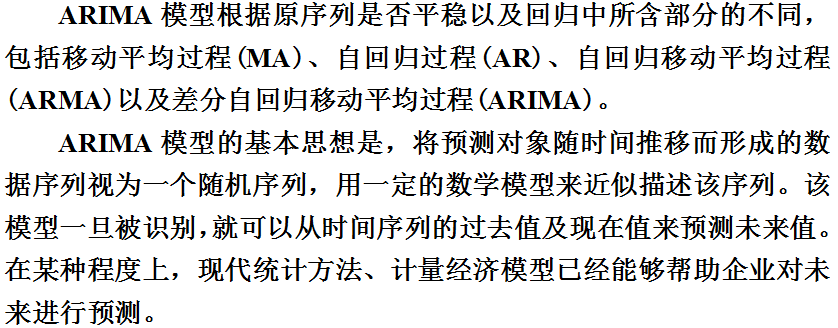 ARIMA 模型根据原序列是否平稳以及回归中所含部分的不同，
包括移动平均过程(MA)、自回归过程(AR)、自回归移动平均过程
(ARMA)以及差分自回归移动平均过程(ARIMA)。
ARIMA 模型的基本思想是，将预测对象随时间推移而形成的数
据序列视为一个随机序列，用一定的数学模型来近似描述该序列。该
模型一旦被识别，就可以从时间序列的过去值及现在值来预测未来值。
在某种程度上，现代统计方法、计量经济模型已经能够帮助企业对未
来进行预测。